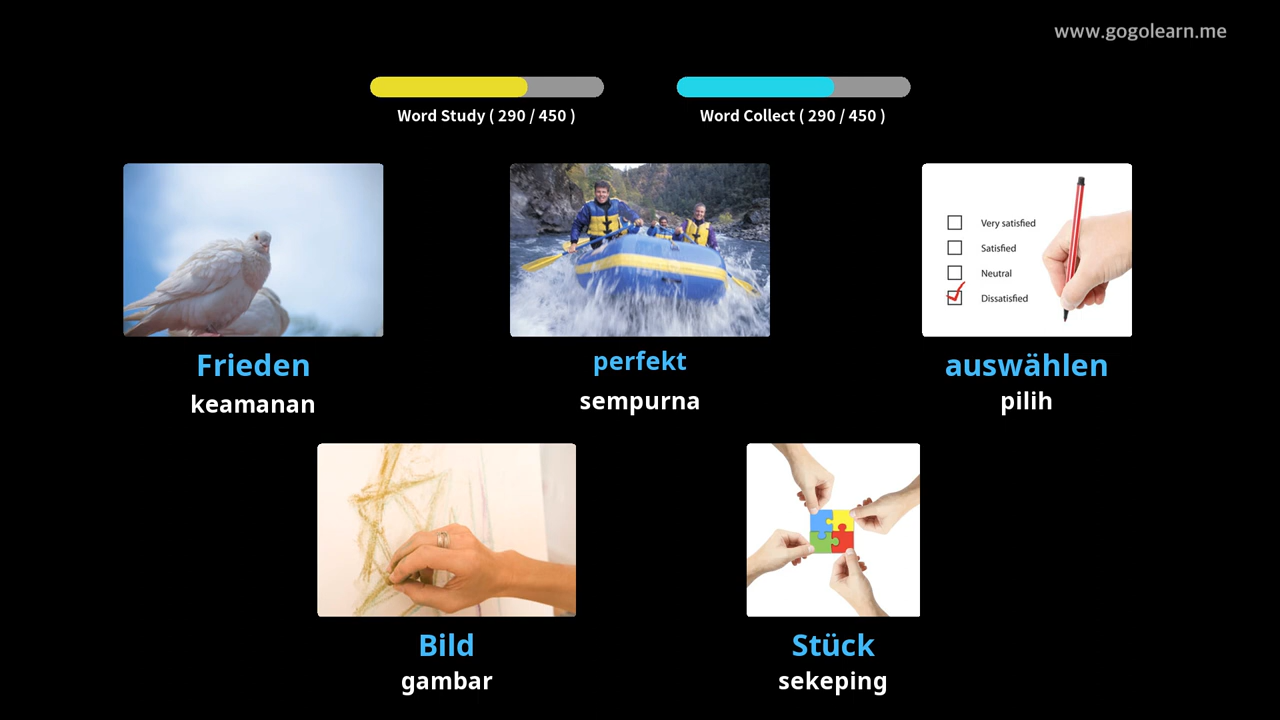 www.gogolearn.me
Word Study ( 290 / 450 )
Word Collect ( 290 / 450 )
Very satisfied
Satisfied
Neutral
Dissatisfied
Frieden
keamanan
perfekt
sempurna
auswählen
pilih
Bild
gambar
Stück
sekeping